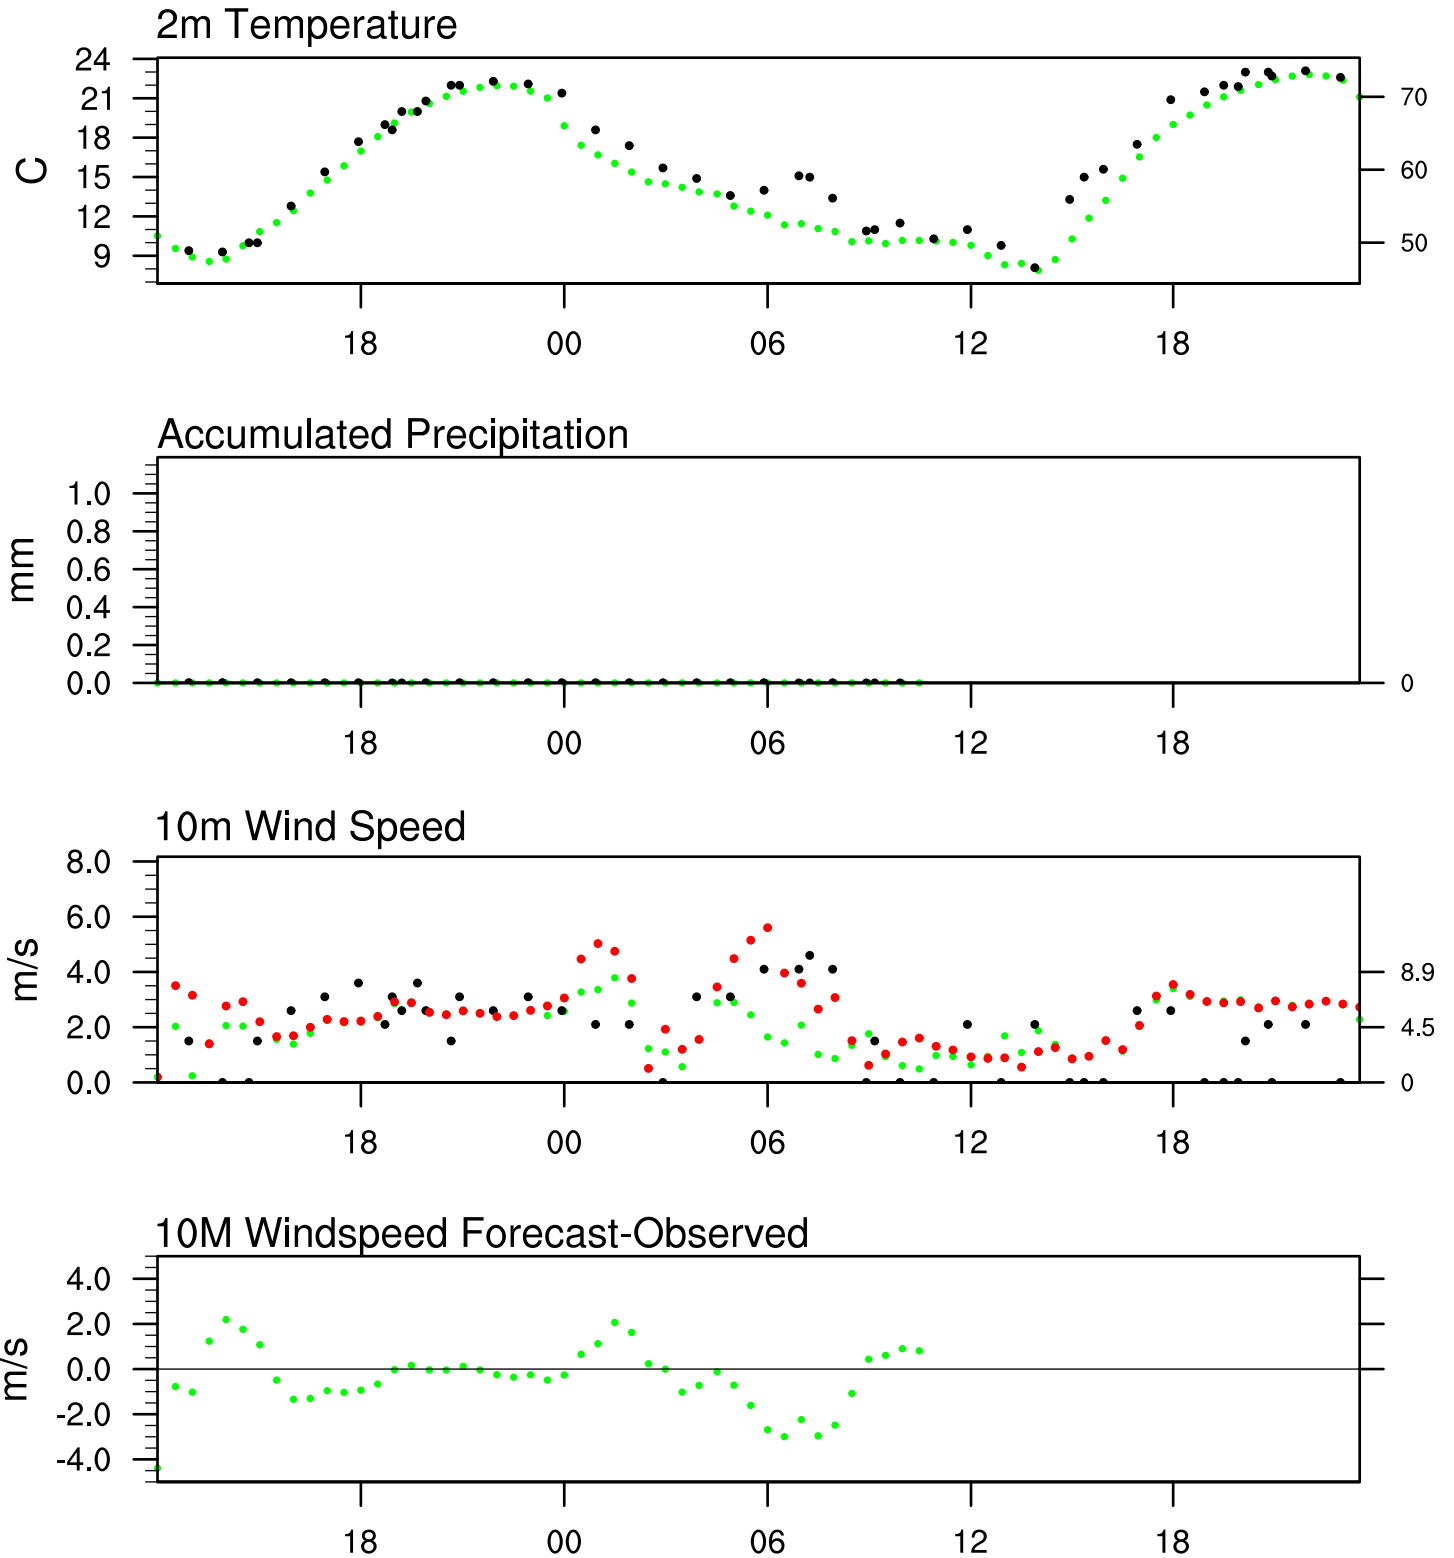 2m Temperature
24
21
18
15
12
9
C
70
60
50
18 00 06 12 18
Accumulated Precipitation
1.0
0.8
0.6
0.4
0.2
0.0
mm
0
18 00 06 12 18
10m Wind Speed
8.0
6.0
4.0
2.0
0.0
m/s
8.9
4.5
0
18 00 06 12 18
10M Windspeed Forecast-Observed
4.0
2.0
0.0
-2.0
-4.0
m/s
18 00 06 12 18